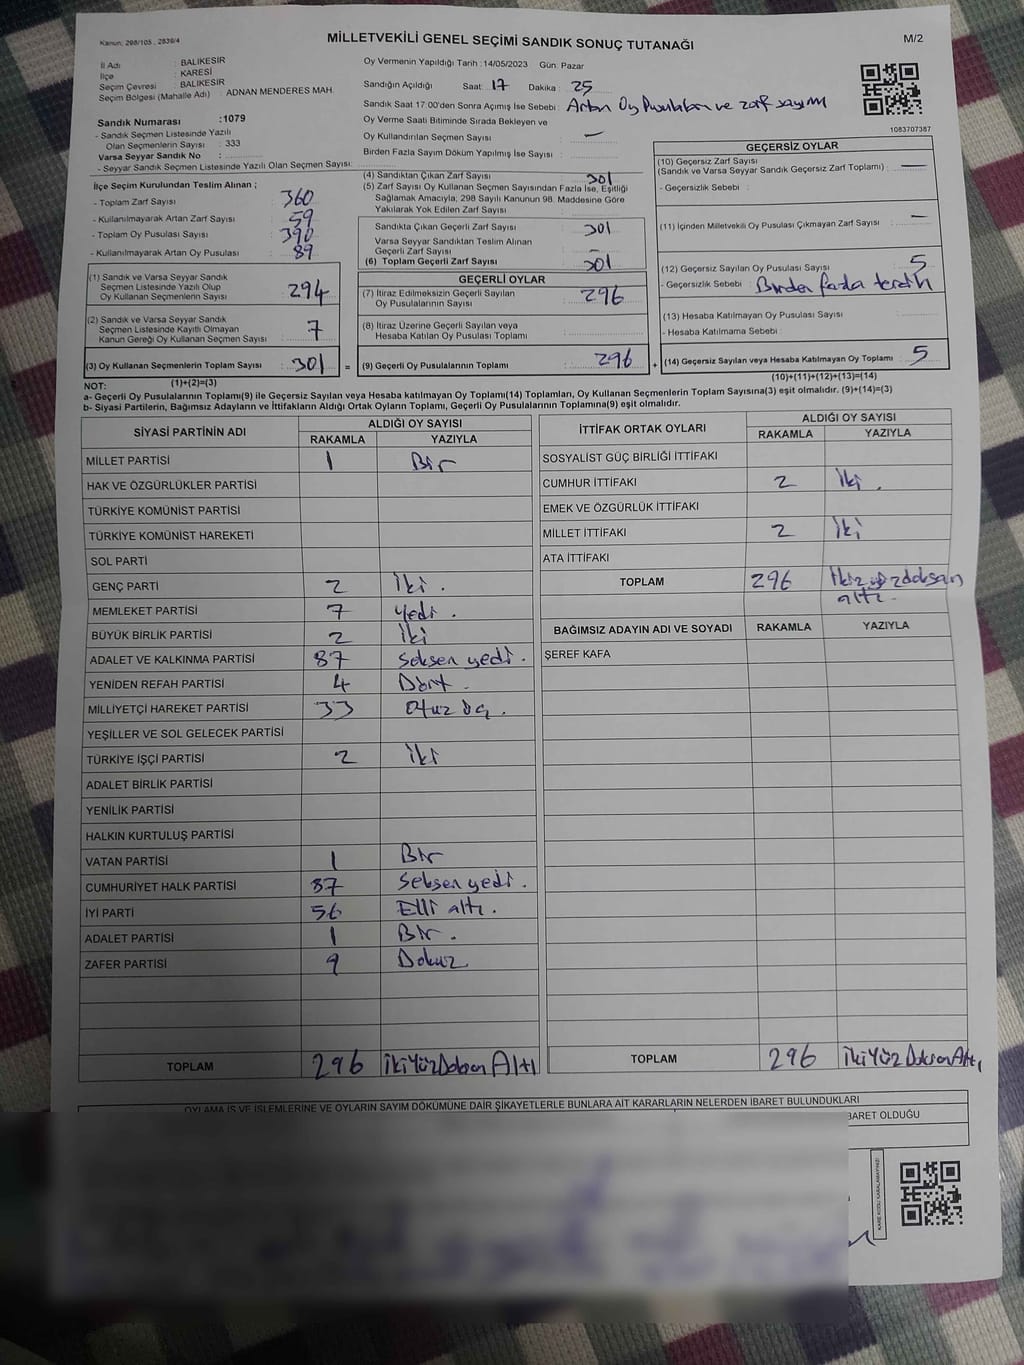 Kanun: 298/105 , 2839/4
MİLLETVEKİLİ GENEL SEÇİMİ SANDIK SONUÇ TUTANAĞI
M/2
İl Adı : BALIKESİR
İlçe : KARESİ
Seçim Çevresi : BALIKESİR
Seçim Bölgesi (Mahalle Adı) : ADNAN MENDERES MAH.
Sandık Numarası : 1079
- Sandık Seçmen Listesinde Yazılı
Olan Seçmenlerin Sayısı : 333
Varsa Seyyar Sandık No :
- Seyyar Sandık Seçmen Listesinde Yazılı Olan Seçmen Sayısı:
Oy Vermenin Yapıldığı Tarih : 14/05/2023 Gün: Pazar
Sandığın Açıldığı Saat: 17 Dakika : 25
Sandık Saat 17:00'den Sonra Açımış İse Sebebi : Artan Oy Pusulaları ve zarf sayımı
Oy Verme Saati Bitiminde Sırada Bekleyen ve
Oy Kullandırılan Seçmen Sayısı : —
Birden Fazla Sayım Döküm Yapılmış İse Sayısı :
1083707387
İlçe Seçim Kurulundan Teslim Alınan ;
- Toplam Zarf Sayısı : 360
- Kullanılmayarak Artan Zarf Sayısı : 59
- Toplam Oy Pusulası Sayısı : 390
- Kullanılmayarak Artan Oy Pusulası : 89
(1) Sandık ve Varsa Seyyar Sandık
Seçmen Listesinde Yazılı Olup
Oy Kullanan Seçmenlerin Sayısı : 294
(2) Sandık ve Varsa Seyyar Sandık
Seçmen Listesinde Kayıtlı Olmayan
Kanun Gereği Oy Kullanan Seçmen Sayısı : 7
(3) Oy Kullanan Seçmenlerin Toplam Sayısı : 301 =
(1)+(2)=(3)
(4) Sandıktan Çıkan Zarf Sayısı : 301
(5) Zarf Sayısı Oy Kullanan Seçmen Sayısından Fazla İse, Eşitliği
Sağlamak Amacıyla; 298 Sayılı Kanunun 98. Maddesine Göre
Yakılarak Yok Edilen Zarf Sayısı :
Sandıkta Çıkan Geçerli Zarf Sayısı : 301
Varsa Seyyar Sandıktan Teslim Alınan
Geçerli Zarf Sayısı : —
(6) Toplam Geçerli Zarf Sayısı : 301
GEÇERLİ OYLAR
(7) İtiraz Edilmeksizin Geçerli Sayılan
Oy Pusulalarının Sayısı : 296
(8) İtiraz Üzerine Geçerli Sayılan veya
Hesaba Katılan Oy Pusulası Toplamı :
(9) Geçerli Oy Pusulalarının Toplamı : 296 +
GEÇERSİZ OYLAR
(10) Geçersiz Zarf Sayısı
(Sandık ve Varsa Seyyar Sandık Geçersiz Zarf Toplamı) : —
- Geçersizlik Sebebi :
(11) İçinden Milletvekili Oy Pusulası Çıkmayan Zarf Sayısı : —
(12) Geçersiz Sayılan Oy Pusulası Sayısı : 5
- Geçersizlik Sebebi : Birden fazla tercih
(13) Hesaba Katılmayan Oy Pusulası Sayısı :
- Hesaba Katılmama Sebebi :
(14) Geçersiz Sayılan veya Hesaba Katılmayan Oy Toplamı : 5
(10)+(11)+(12)+(13)=(14)
NOT:
a- Geçerli Oy Pusulalarının Toplamı(9) ile Geçersiz Sayılan veya Hesaba katılmayan Oy Toplamı(14) Toplamları, Oy Kullanan Seçmenlerin Toplam Sayısına(3) eşit olmalıdır. (9)+(14)=(3)
b- Siyasi Partilerin, Bağımsız Adayların ve İttifakların Aldığı Ortak Oyların Toplamı, Geçerli Oy Pusulalarının Toplamına(9) eşit olmalıdır.
SİYASİ PARTİNİN ADI ALDIĞI OY SAYISI
RAKAMLA YAZIYLA
MİLLET PARTİSİ 1 Bir
HAK VE ÖZGÜRLÜKLER PARTİSİ
TÜRKİYE KOMÜNİST PARTİSİ
TÜRKİYE KOMÜNİST HAREKETİ
SOL PARTİ
GENÇ PARTİ 2 İki .
MEMLEKET PARTİSİ 7 yedi .
BÜYÜK BİRLİK PARTİSİ 2 İki
ADALET VE KALKINMA PARTİSİ 87 Seksen yedi .
YENİDEN REFAH PARTİSİ 4 Dört .
MİLLİYETÇİ HAREKET PARTİSİ 33 Otuz üç .
YEŞİLLER VE SOL GELECEK PARTİSİ
TÜRKİYE İŞÇİ PARTİSİ 2 İki
ADALET BİRLİK PARTİSİ
YENİLİK PARTİSİ
HALKIN KURTULUŞ PARTİSİ
VATAN PARTİSİ 1 Bir
CUMHURİYET HALK PARTİSİ 87 Seksen yedi .
İYİ PARTİ 56 Elli altı .
ADALET PARTİSİ 1 Bir .
ZAFER PARTİSİ 9 Dokuz
TOPLAM 296 İkiYüzDoksan Altı
İTTİFAK ORTAK OYLARI ALDIĞI OY SAYISI
RAKAMLA YAZIYLA
SOSYALİST GÜÇ BİRLİĞİ İTTİFAKI
CUMHUR İTTİFAKI 2 İki .
EMEK VE ÖZGÜRLÜK İTTİFAKI
MİLLET İTTİFAKI 2 İki
ATA İTTİFAKI
TOPLAM 296 İkiyüzdoksan
altı.
BAĞIMSIZ ADAYIN ADI VE SOYADI RAKAMLA YAZIYLA
ŞEREF KAFA
TOPLAM 296 İkiYüzDoksanAltı
OYLAMA İŞ VE İŞLEMLERİNE VE OYLARIN SAYIM DÖKÜMÜNE DAİR ŞİKAYETLERLE BUNLARA AİT KARARLARIN NELERDEN İBARET BULUNDUKLARI
BARET OLDUĞU
KARE KODU KARALAMAYINIZ!